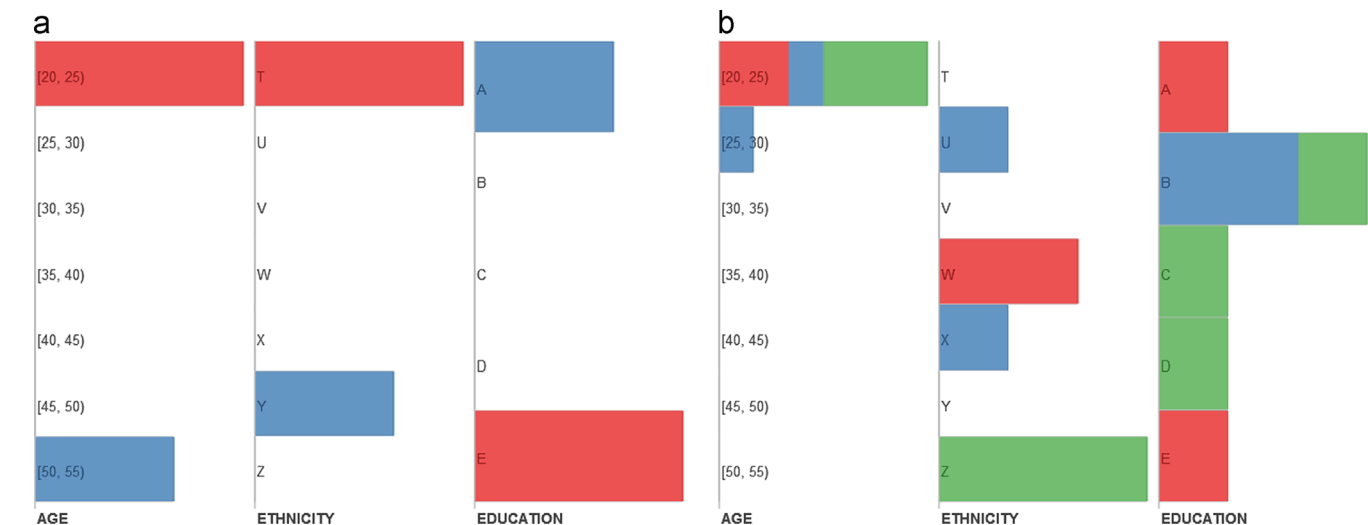 a
[20, 25)
[25, 30)
[30, 35)
[35, 40)
[40, 45)
[45, 50)
[50, 55)
AGE
T
U
V
W
X
Y
Z
ETHNICITY
A
B
C
D
E
EDUCATION
b
[20, 25)
[25, 30)
[30, 35)
[35, 40)
[40, 45)
[45, 50)
[50, 55)
AGE
T
U
V
W
X
Y
Z
ETHNICITY
A
B
C
D
E
EDUCATION